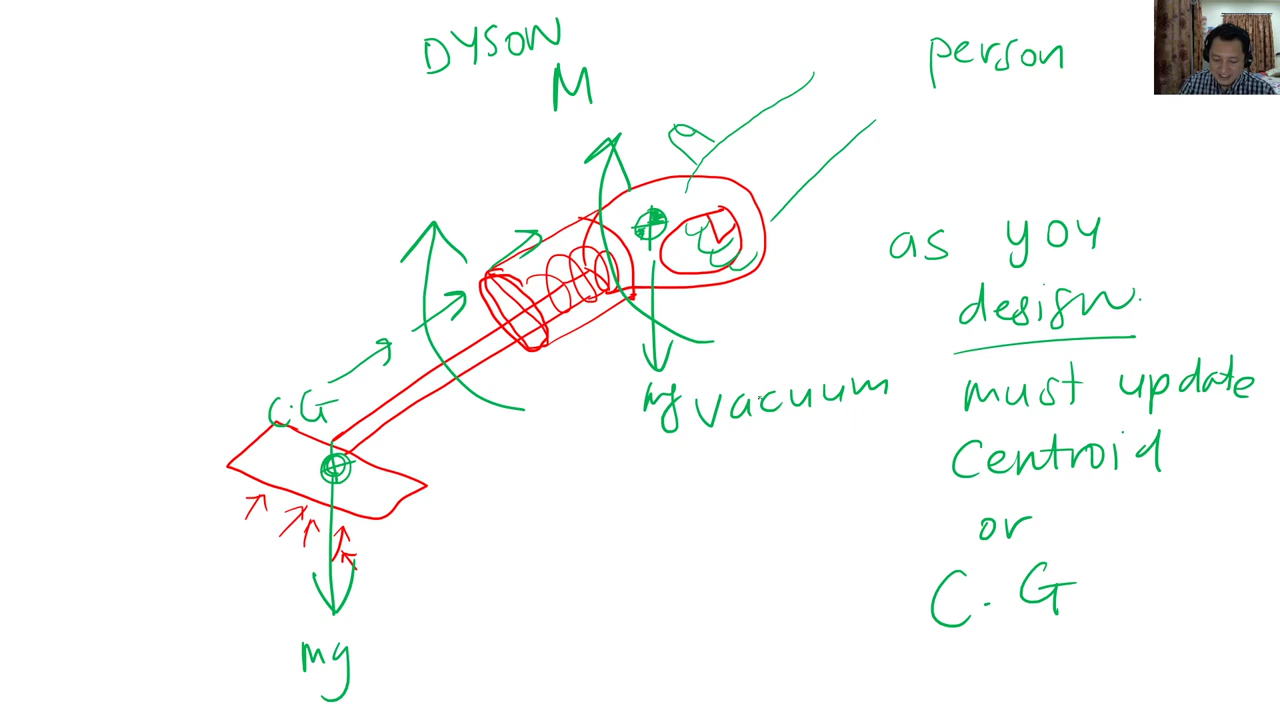 DYSON
M
person
as you
design.
must update
Centroid
or
C.G
C.G
mg vacuum
mg